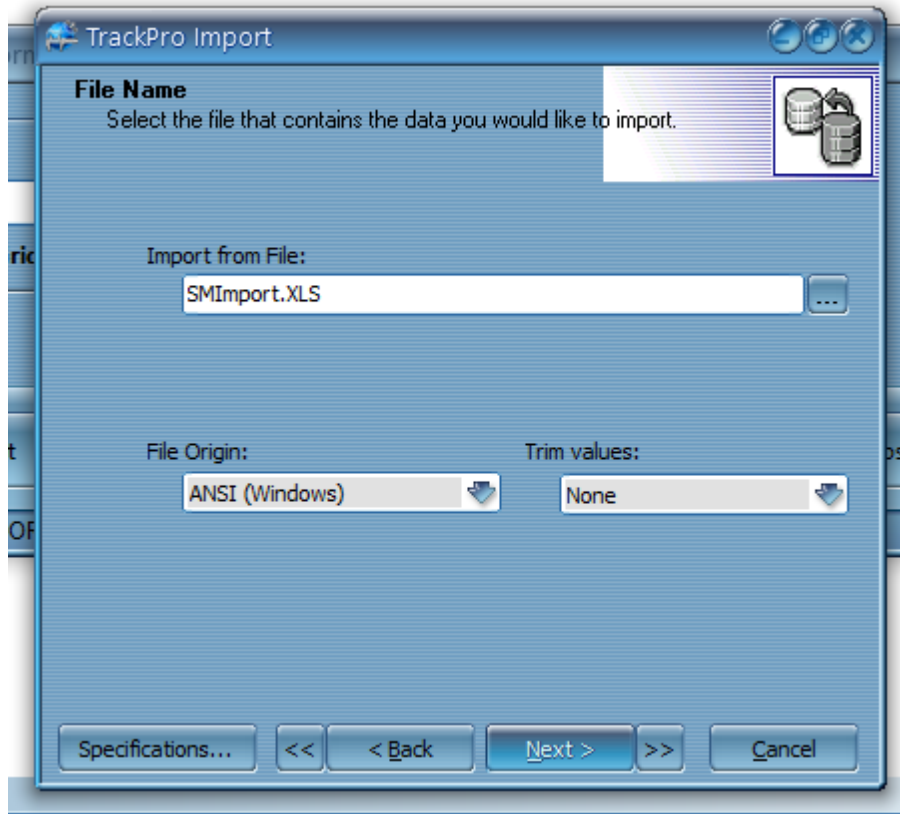 TrackPro Import
File Name
Select the file that contains the data you would like to import.
Import from File:
SMImport.XLS
...
File Origin: Trim values:
ANSI (Windows) None
Specifications... << < Back Next > >> Cancel